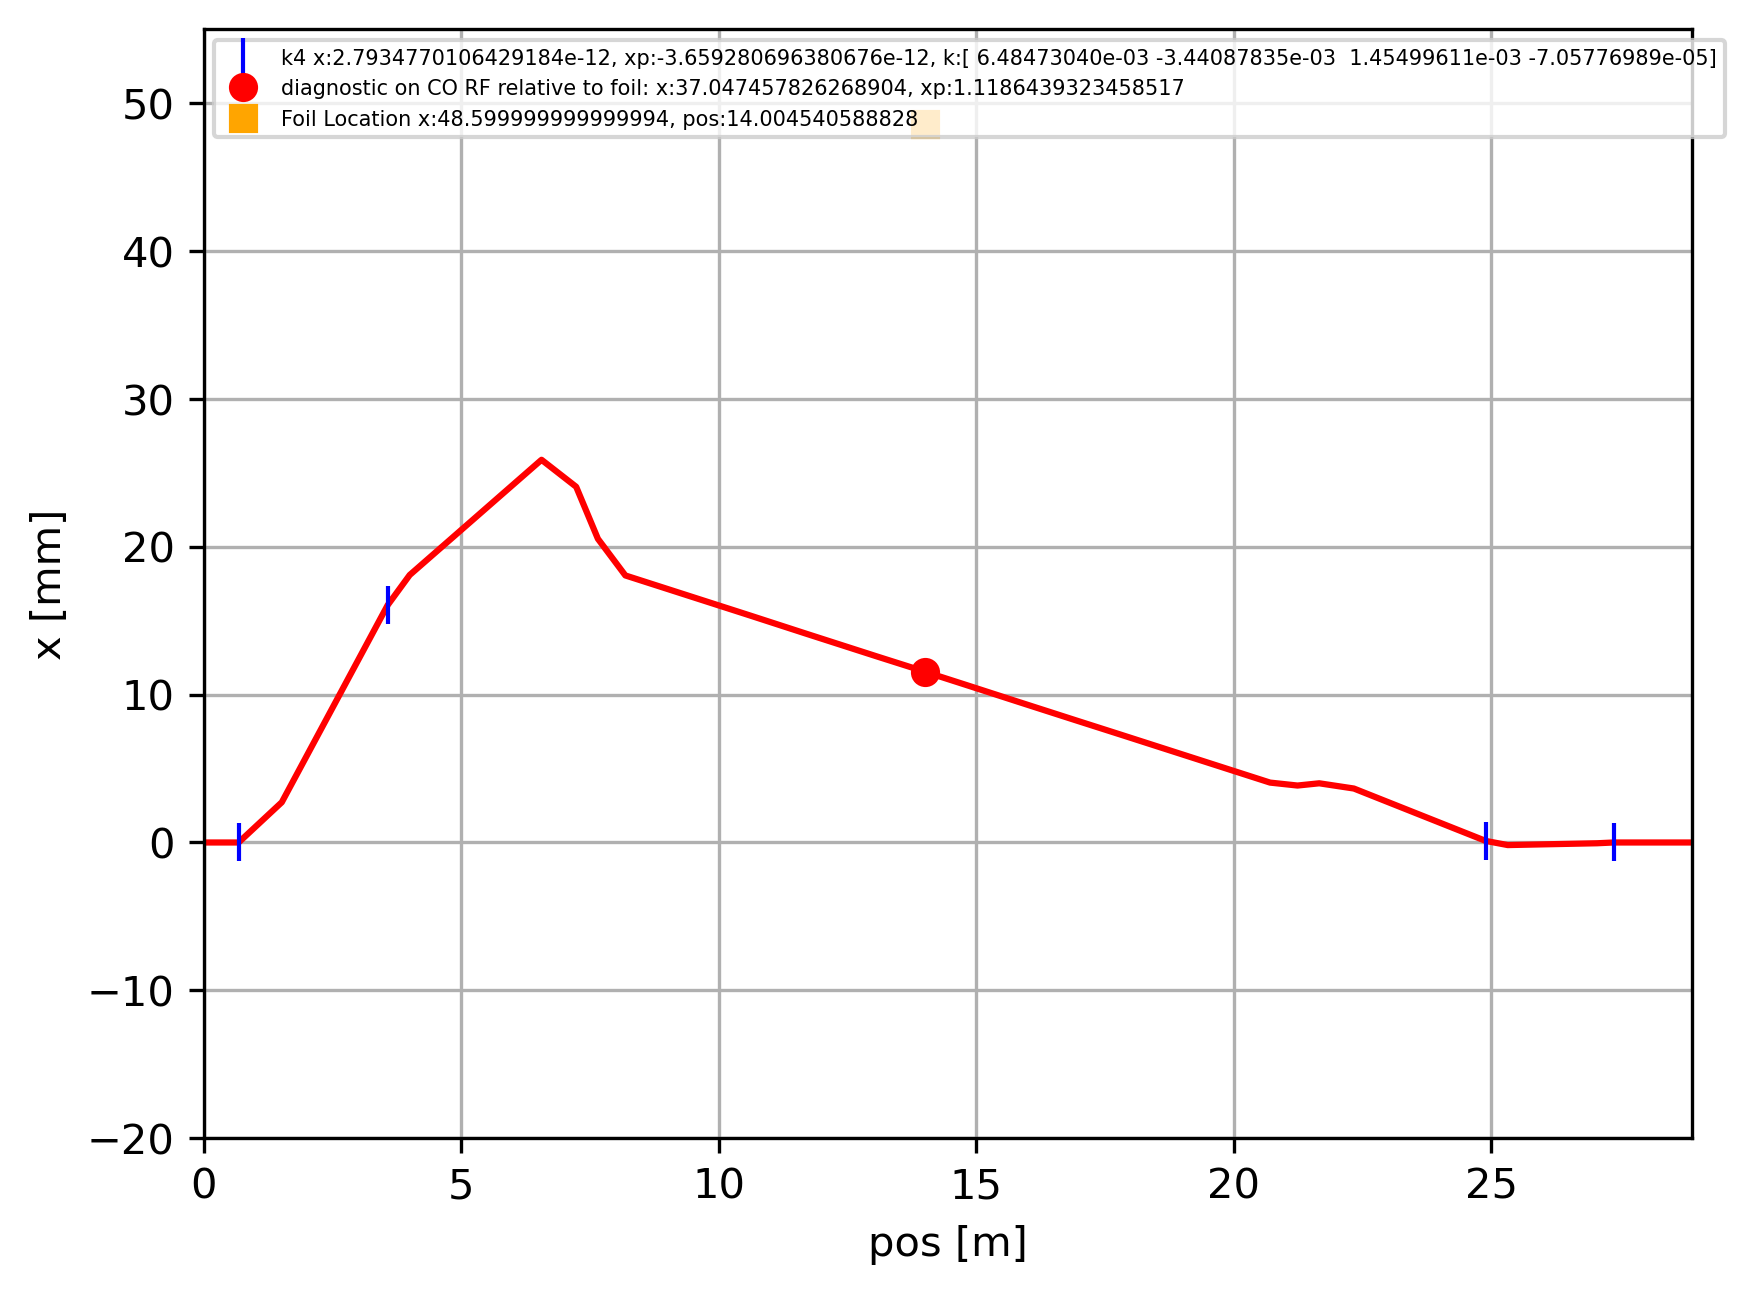 k4 x:2.7934770106429184e-12, xp:-3.659280696380676e-12, k:[ 6.48473040e-03 -3.44087835e-03  1.45499611e-03 -7.05776989e-05]
diagnostic on CO RF relative to foil: x:37.047457826268904, xp:1.1186439323458517
Foil Location x:48.599999999999994, pos:14.004540588828
50
40
30
20
10
0
−10
−20
x [mm]
0 5 10 15 20 25
pos [m]